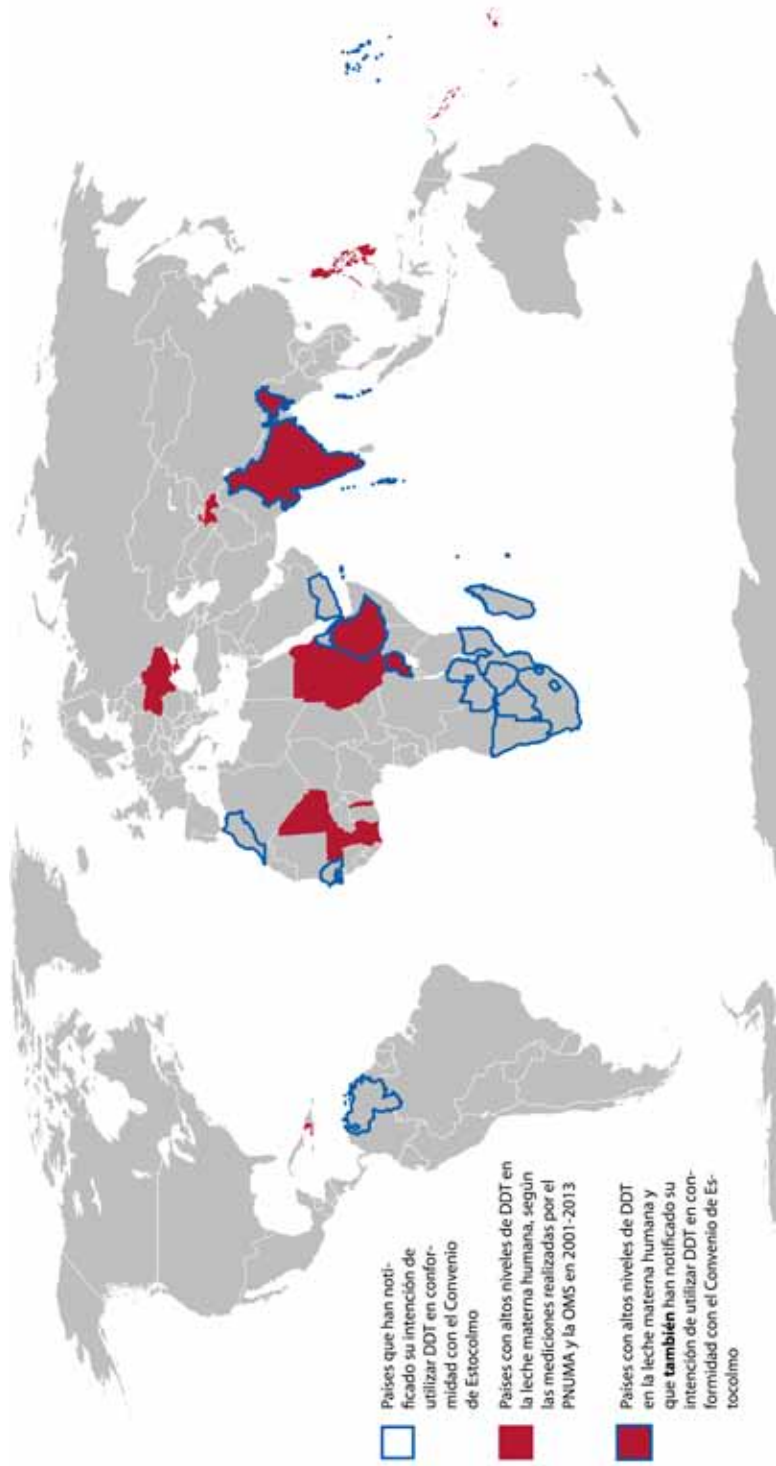 Países que han noti-
ficado su intención de
utilizar DDT en confor-
midad con el Convenio
de Estocolmo
Países con altos niveles de DDT en
la leche materna humana, según
las mediciones realizadas por el
PNUMA y la OMS en 2001-2013
Países con altos niveles de DDT
en la leche materna humana y
que también han notificado su
intención de utilizar DDT en con-
formidad con el Convenio de Es-
tocolmo